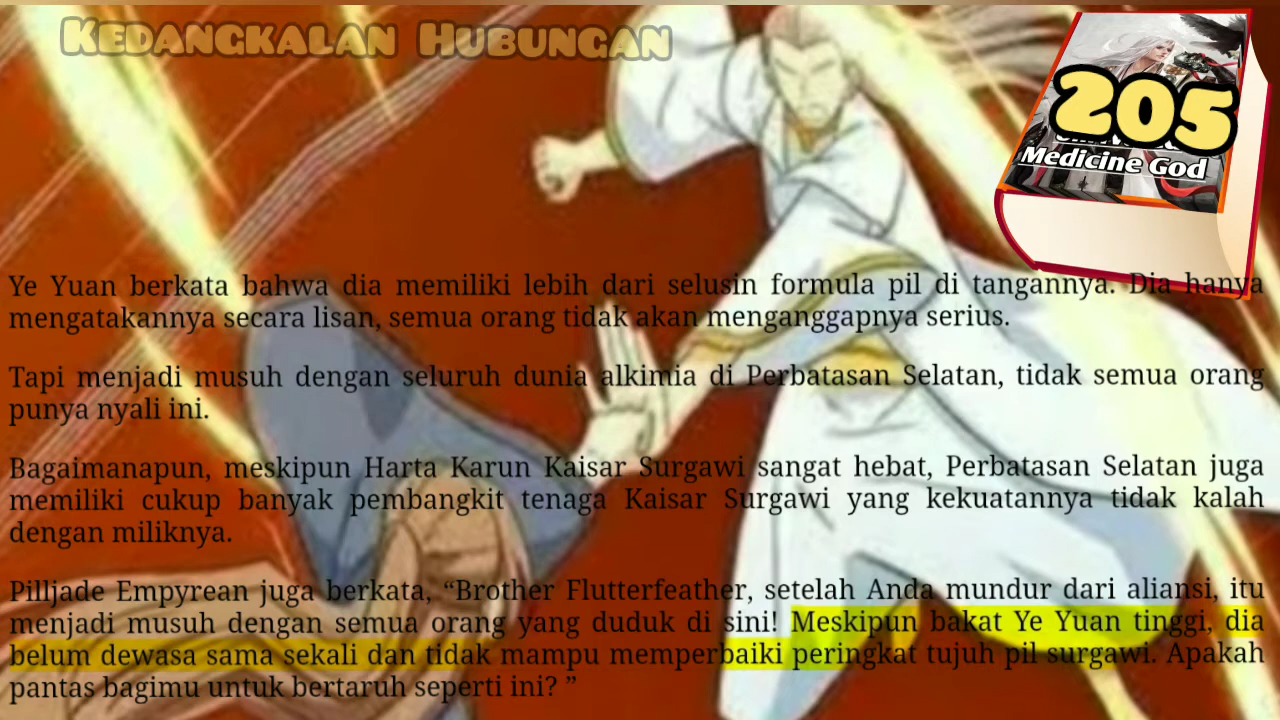 Kedangkalan Hubungan
205
Medicine God
Ye Yuan berkata bahwa dia memiliki lebih dari selusin formula pil di tangannya. Dia hanya
mengatakannya secara lisan, semua orang tidak akan menganggapnya serius.
Tapi menjadi musuh dengan seluruh dunia alkimia di Perbatasan Selatan, tidak semua orang
punya nyali ini.
Bagaimanapun, meskipun Harta Karun Kaisar Surgawi sangat hebat, Perbatasan Selatan juga
memiliki cukup banyak pembangkit tenaga Kaisar Surgawi yang kekuatannya tidak kalah
dengan miliknya.
Pilljade Empyrean juga berkata, “Brother Flutterfeather, setelah Anda mundur dari aliansi, itu
menjadi musuh dengan semua orang yang duduk di sini! Meskipun bakat Ye Yuan tinggi, dia
belum dewasa sama sekali dan tidak mampu memperbaiki peringkat tujuh pil surgawi. Apakah
pantas bagimu untuk bertaruh seperti ini? ”